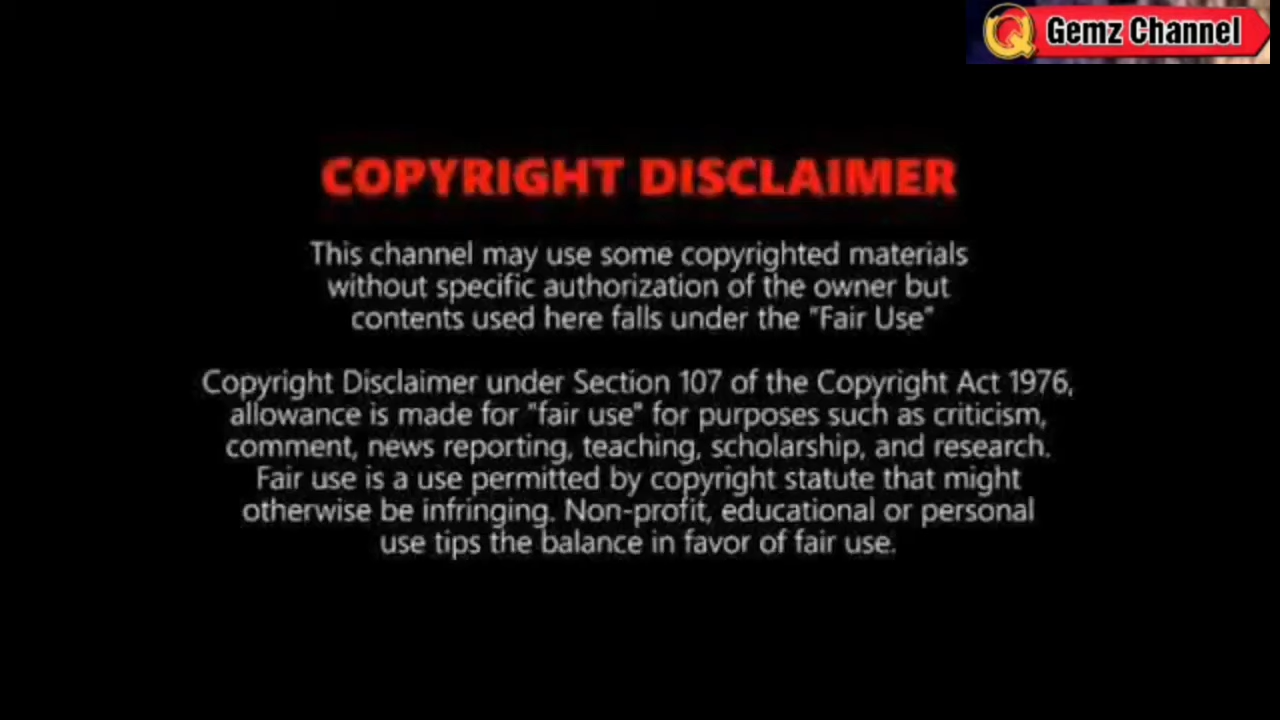 Gemz Channel
COPYRIGHT DISCLAIMER
This channel may use some copyrighted materials
without specific authorization of the owner but
contents used here falls under the "Fair Use"
Copyright Disclaimer under Section 107 of the Copyright Act 1976,
allowance is made for "fair use" for purposes such as criticism,
comment, news reporting, teaching, scholarship, and research.
Fair use is a use permitted by copyright statute that might
otherwise be infringing. Non-profit, educational or personal
use tips the balance in favor of fair use.